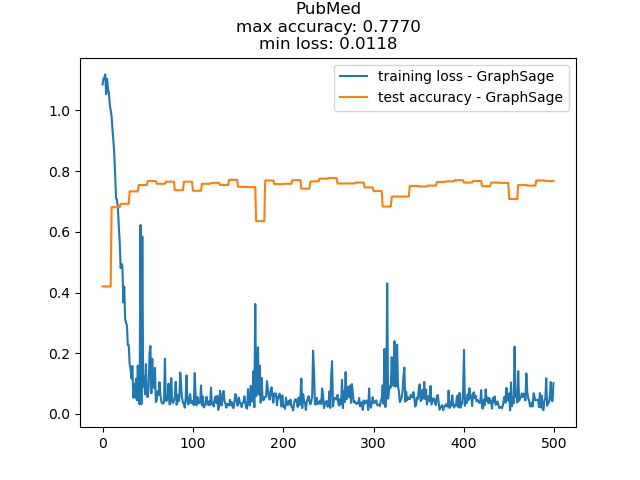 PubMed
max accuracy: 0.7770
min loss: 0.0118
training loss - GraphSage
test accuracy - GraphSage
1.0
0.8
0.6
0.4
0.2
0.0
0
100
200
300
400
500